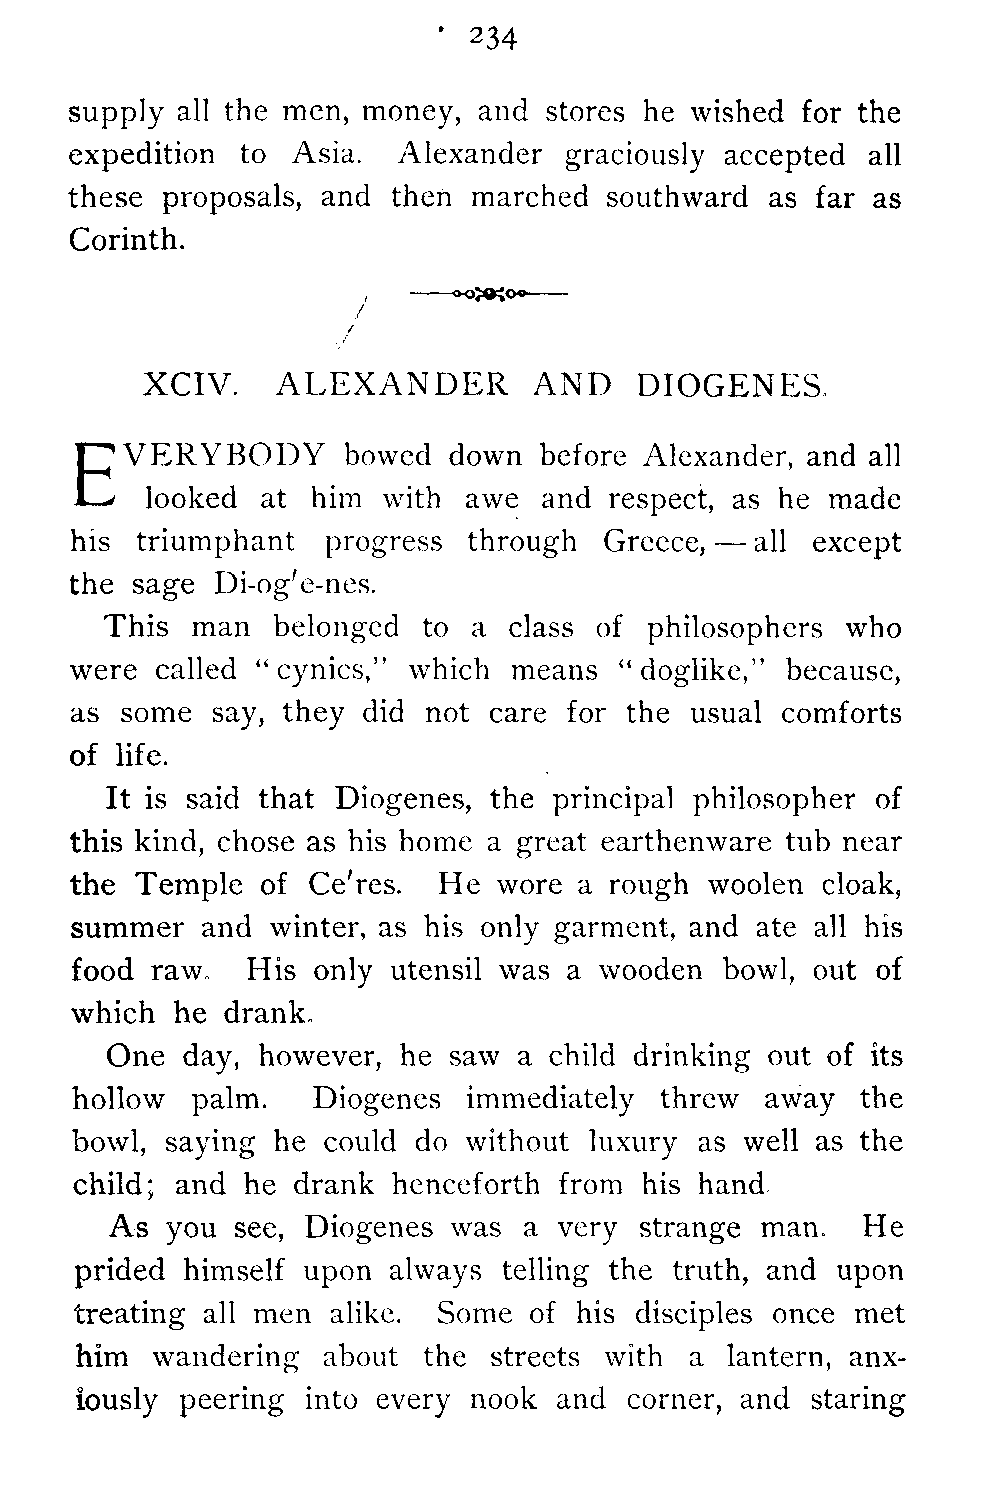 234
supply all the men, money, and stores he wished for the
expedition to Asia. Alexander graciously accepted all
these proposals, and then marched southward as far as
Corinth.
XCIV. ALEXANDER AND DIOGENES.
EVERYBODY bowed down before Alexander, and all
looked at him with awe and respect, as he made
his triumphant progress through Greece, — all except
the sage Di-og′e-nes.
This man belonged to a class of philosophers who
were called “cynics,” which means “doglike,” because,
as some say, they did not care for the usual comforts
of life.
It is said that Diogenes, the principal philosopher of
this kind, chose as his home a great earthenware tub near
the Temple of Ce′res. He wore a rough woolen cloak,
summer and winter, as his only garment, and ate all his
food raw. His only utensil was a wooden bowl, out of
which he drank.
One day, however, he saw a child drinking out of its
hollow palm. Diogenes immediately threw away the
bowl, saying he could do without luxury as well as the
child; and he drank henceforth from his hand.
As you see, Diogenes was a very strange man. He
prided himself upon always telling the truth, and upon
treating all men alike. Some of his disciples once met
him wandering about the streets with a lantern, anx-
iously peering into every nook and corner, and staring